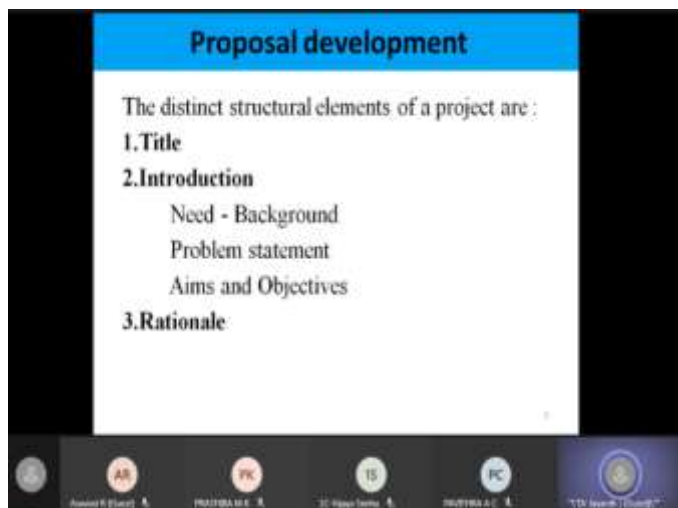 Proposal development
The distinct structural elements of a project are :
1.Title
2.Introduction
Need - Background
Problem statement
Aims and Objectives
3.Rationale
AR
PK
1S
PC